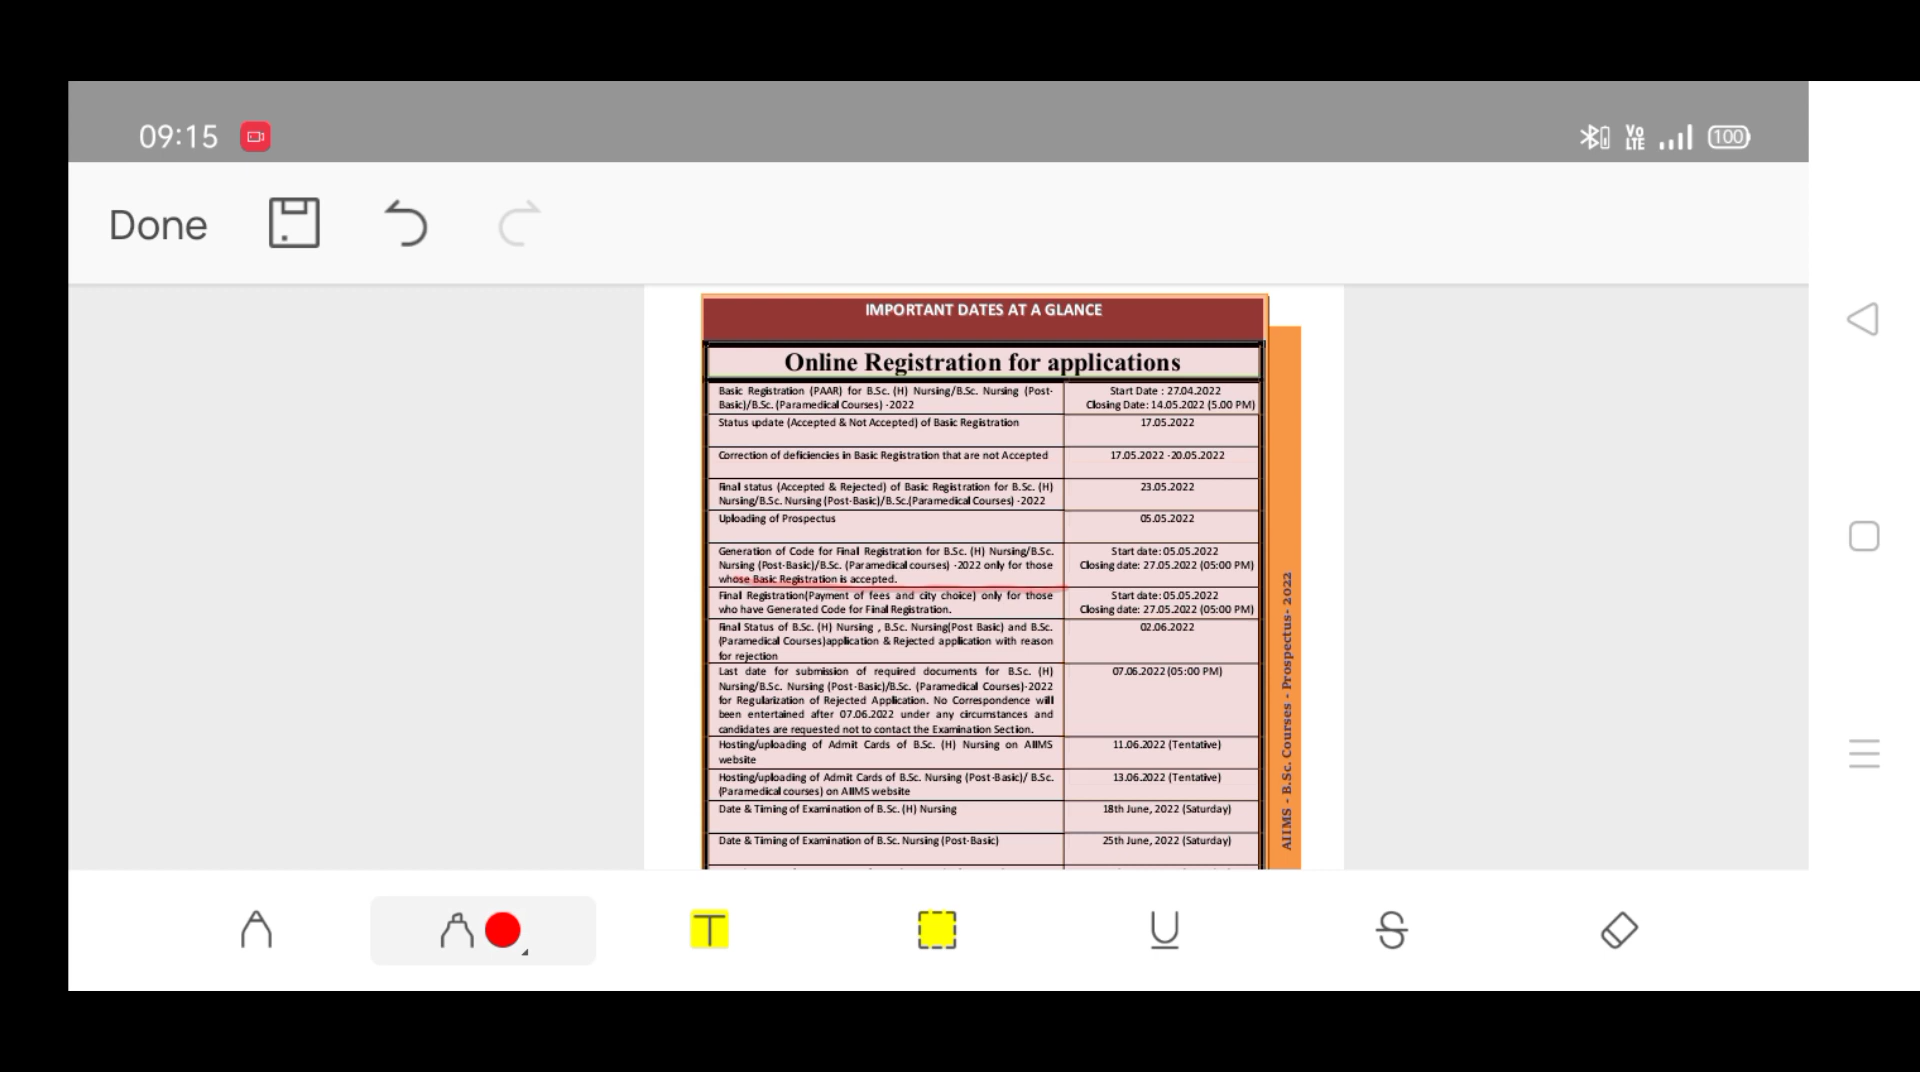 09:15
Vo LTE
100
Done
IMPORTANT DATES AT A GLANCE
Online Registration for applications
Basic Registration (PAAR) for B.Sc. (H) Nursing/B.Sc. Nursing (Post-
Basic)/B.Sc. (Paramedical Courses) -2022
Start Date : 27.04.2022
Closing Date: 14.05.2022 (5.00 PM)
Status update (Accepted & Not Accepted) of Basic Registration
17.05.2022
Correction of deficiencies in Basic Registration that are not Accepted
17.05.2022 -20.05.2022
Final status (Accepted & Rejected) of Basic Registration for B.Sc. (H)
Nursing/B.Sc. Nursing (Post-Basic)/B.Sc.(Paramedical Courses) -2022
23.05.2022
Uploading of Prospectus
05.05.2022
Generation of Code for Final Registration for B.Sc. (H) Nursing/B.Sc.
Nursing (Post-Basic)/B.Sc. (Paramedical courses) -2022 only for those
whose Basic Registration is accepted.
Start date: 05.05.2022
Closing date: 27.05.2022 (05:00 PM)
Final Registration(Payment of fees and city choice) only for those
who have Generated Code for Final Registration.
Start date: 05.05.2022
Closing date: 27.05.2022 (05:00 PM)
Final Status of B.Sc. (H) Nursing , B.Sc. Nursing(Post Basic) and B.Sc.
(Paramedical Courses)application & Rejected application with reason
for rejection
02.06.2022
Last date for submission of required documents for B.Sc. (H)
Nursing/B.Sc. Nursing (Post-Basic)/B.Sc. (Paramedical Courses)-2022
for Regularization of Rejected Application. No Correspondence will
been entertained after 07.06.2022 under any circumstances and
candidates are requested not to contact the Examination Section.
07.06.2022 (05:00 PM)
Hosting/uploading of Admit Cards of B.Sc. (H) Nursing on AIIMS
website
11.06.2022 (Tentative)
Hosting/uploading of Admit Cards of B.Sc. Nursing (Post-Basic)/ B.Sc.
(Paramedical courses) on AIIMS website
13.06.2022 (Tentative)
Date & Timing of Examination of B.Sc. (H) Nursing
18th June, 2022 (Saturday)
Date & Timing of Examination of B.Sc. Nursing (Post-Basic)
25th June, 2022 (Saturday)
AIIMS - B.Sc. Courses - Prospectus- 2022